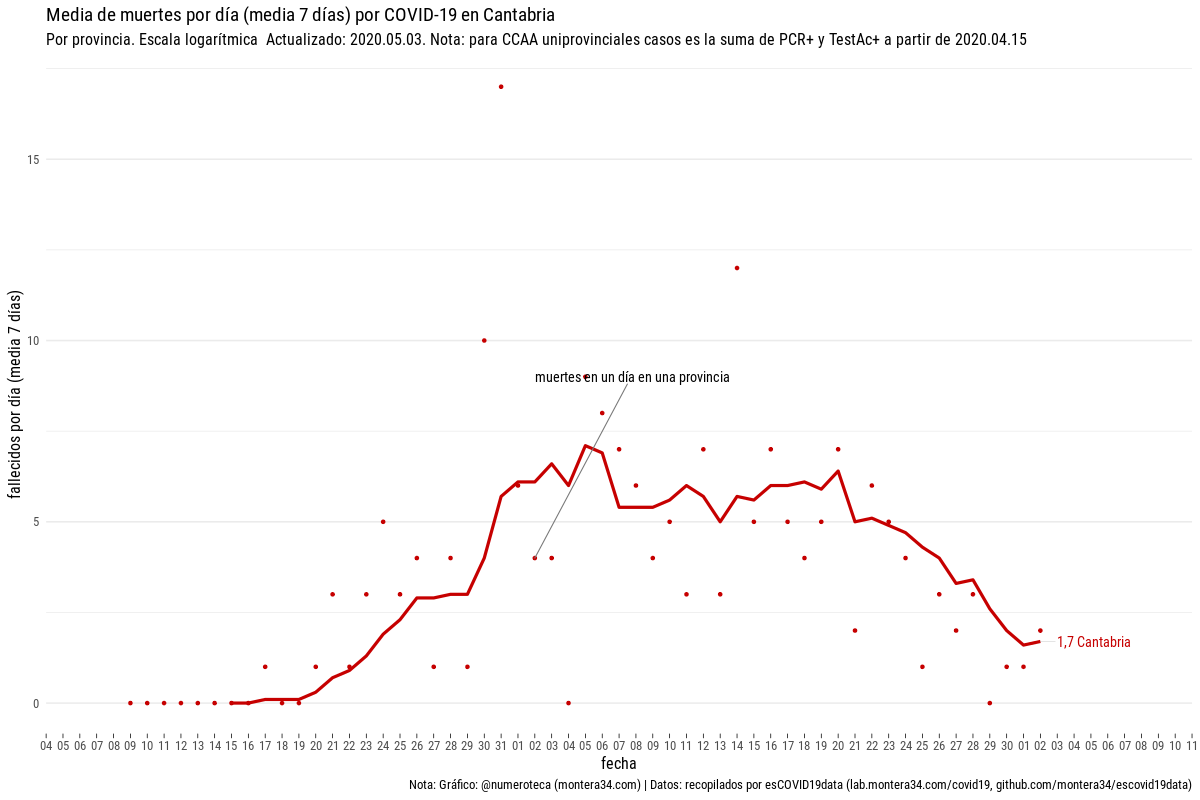 Media de muertes por día (media 7 días) por COVID-19 en Cantabria
Por provincia. Escala logarítmica  Actualizado: 2020.05.03. Nota: para CCAA uniprovinciales casos es la suma de PCR+ y TestAc+ a partir de 2020.04.15
fallecidos por día (media 7 días)
15
10
5
0
muertes en un día en una provincia
1,7 Cantabria
04 05 06 07 08 09 10 11 12 13 14 15 16 17 18 19 20 21 22 23 24 25 26 27 28 29 30 31 01 02 03 04 05 06 07 08 09 10 11 12 13 14 15 16 17 18 19 20 21 22 23 24 25 26 27 28 29 30 01 02 03 04 05 06 07 08 09 10 11
fecha
Nota: Gráfico: @numeroteca (montera34.com) | Datos: recopilados por esCOVID19data (lab.montera34.com/covid19, github.com/montera34/escovid19data)